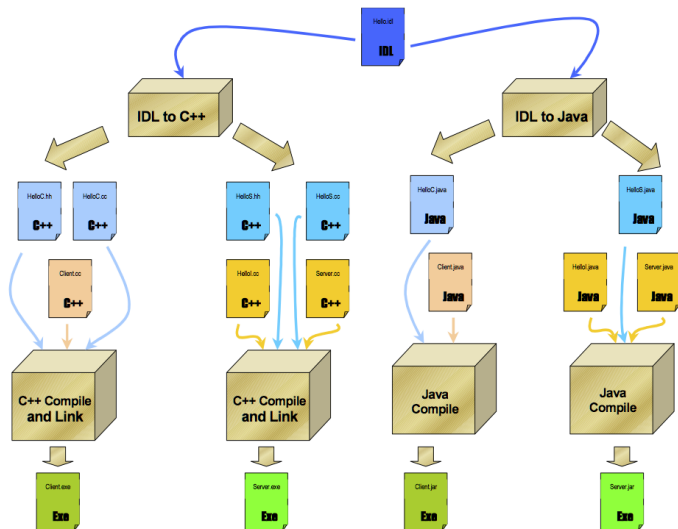 Hello.idl
IDL
IDL to C++
IDL to Java
HelloC.hh
C++
HelloC.cc
C++
HelloS.hh
C++
HelloS.cc
C++
HelloC.java
Java
HelloS.java
Java
Client.cc
C++
HelloI.cc
C++
Server.cc
C++
Client.java
Java
HelloI.java
Java
Server.java
Java
C++ Compile
and Link
C++ Compile
and Link
Java
Compile
Java
Compile
Client.exe
Exe
Server.exe
Exe
Client.jar
Exe
Server.jar
Exe